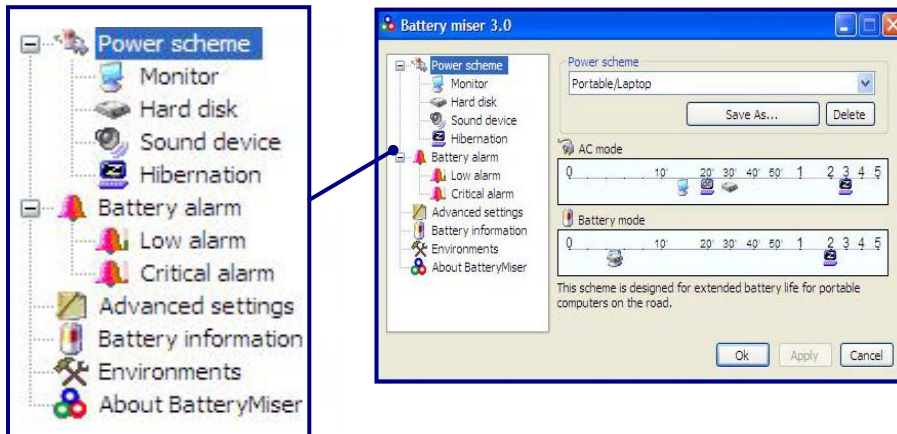 Power scheme
Monitor
Hard disk
Sound device
Hibernation
Battery alarm
Low alarm
Critical alarm
Advanced settings
Battery information
Environments
About BatteryMiser
Battery miser 3.0
Power scheme
Monitor
Hard disk
Sound device
Hibernation
Battery alarm
Low alarm
Critical alarm
Advanced settings
Battery information
Environments
About BatteryMiser
Power scheme
Portable/Laptop
Save As... Delete
AC mode
0 10' 20' 30' 40' 50' 1 2 3 4 5
Battery mode
0 10' 20' 30' 40' 50' 1 2 3 4 5
This scheme is designed for extended battery life for portable
computers on the road.
Ok Apply Cancel